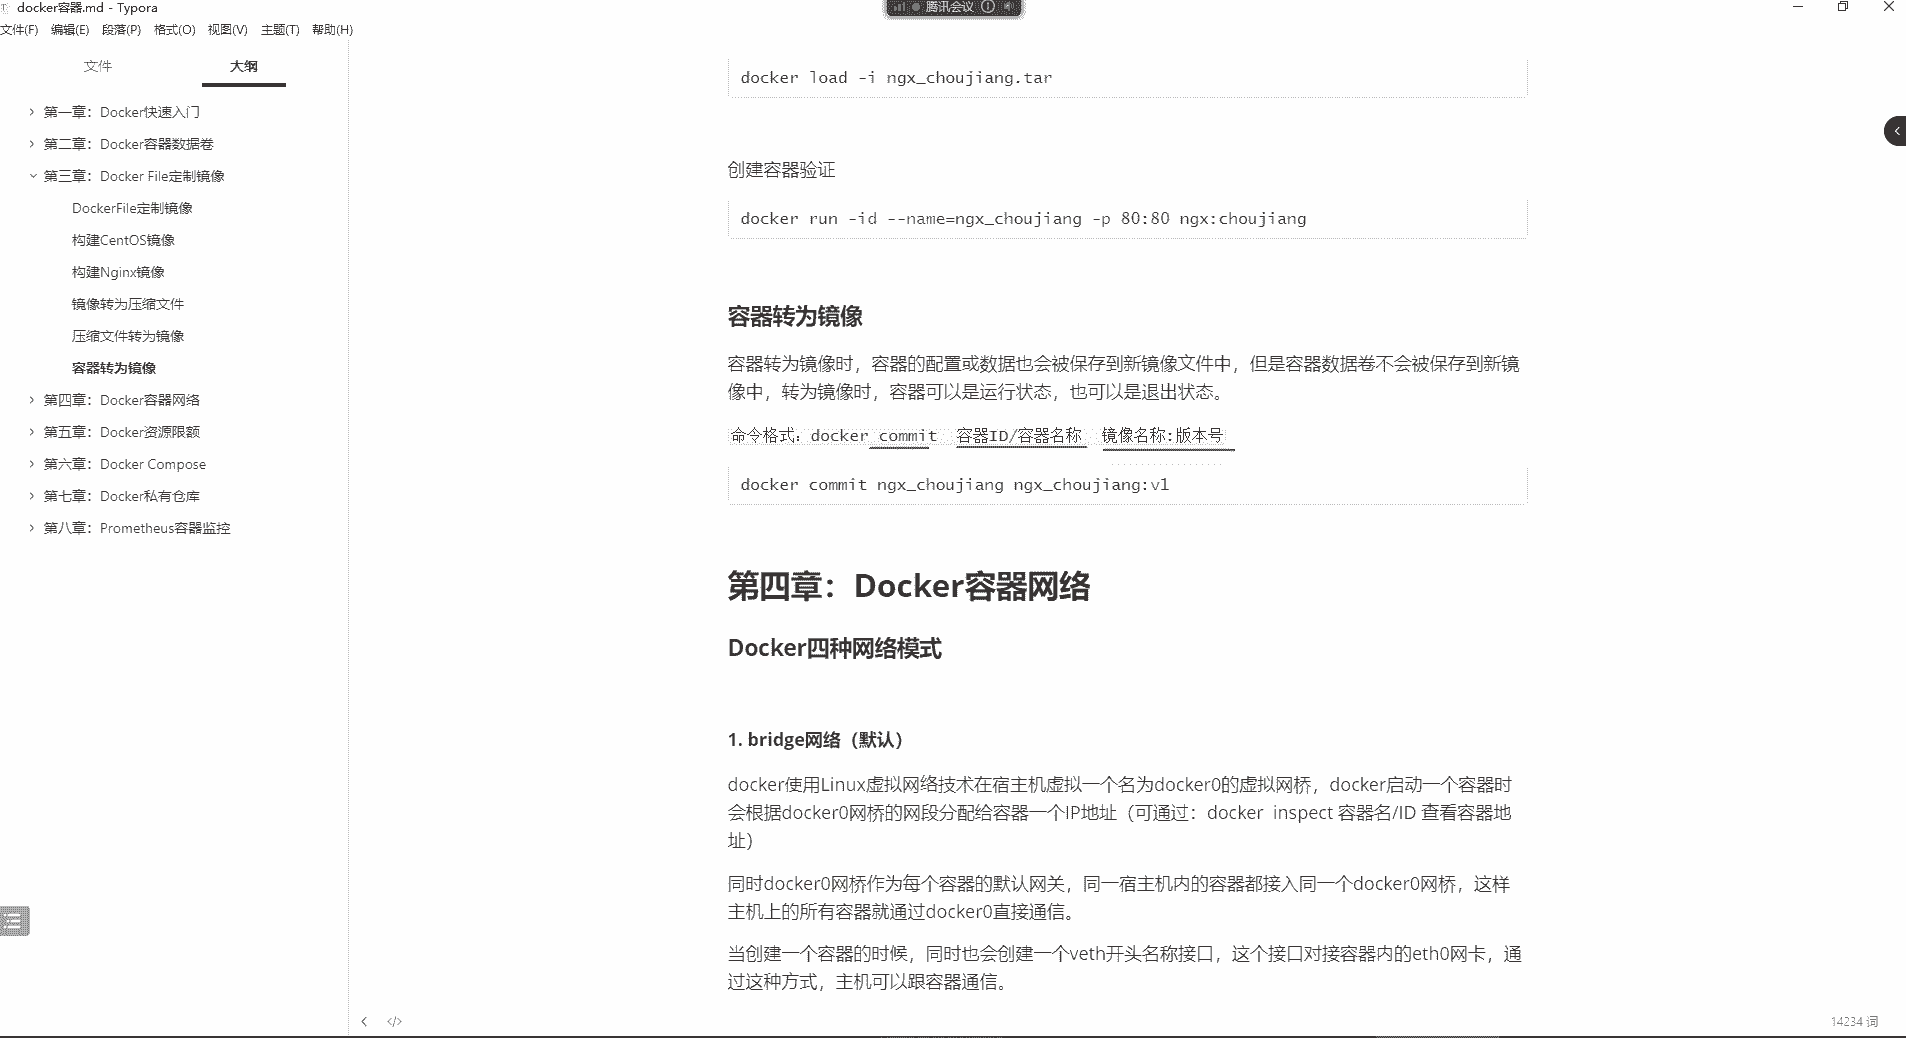 docker容器.md - Typora
腾讯会议
文件(F) 编辑(E) 段落(P) 格式(O) 视图(V) 主题(T) 帮助(H)
文件 大纲
第一章：Docker快速入门
第二章：Docker容器数据卷
第三章：Docker File定制镜像
DockerFile定制镜像
构建CentOS镜像
构建Nginx镜像
镜像转为压缩文件
压缩文件转为镜像
容器转为镜像
第四章：Docker容器网络
第五章：Docker资源限额
第六章：Docker Compose
第七章：Docker私有仓库
第八章：Prometheus容器监控
docker load -i ngx_choujiang.tar
创建容器验证
docker run -id --name=ngx_choujiang -p 80:80 ngx:choujiang
容器转为镜像
容器转为镜像时，容器的配置或数据也会被保存到新镜像文件中，但是容器数据卷不会被保存到新镜
像中，转为镜像时，容器可以是运行状态，也可以是退出状态。
命令格式：docker commit 容器ID/容器名称 镜像名称:版本号
docker commit ngx_choujiang ngx_choujiang:v1
第四章：Docker容器网络
Docker四种网络模式
1. bridge网络（默认）
docker使用Linux虚拟网络技术在宿主机虚拟一个名为docker0的虚拟网桥，docker启动一个容器时
会根据docker0网桥的网段分配给容器一个IP地址（可通过：docker inspect 容器名/ID 查看容器地
址）
同时docker0网桥作为每个容器的默认网关，同一宿主机内的容器都接入同一个docker0网桥，这样
主机上的所有容器就通过docker0直接通信。
当创建一个容器的时候，同时也会创建一个veth开头名称接口，这个接口对接容器内的eth0网卡，通
过这种方式，主机可以跟容器通信。
14234 词